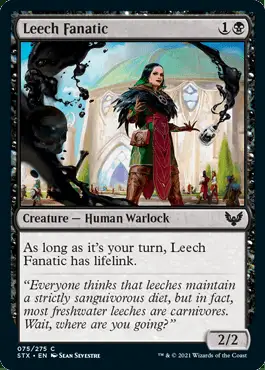 Leech Fanatic 1
Creature — Human Warlock
As long as it's your turn, Leech
Fanatic has lifelink.
"Everyone thinks that leeches maintain
a strictly sanguivorous diet, but in fact,
most freshwater leeches are carnivores.
Wait, where are you going?"
2/2
075/275 C
STX • EN Sean Silvestri ™ & © 2021 Wizards of the Coast